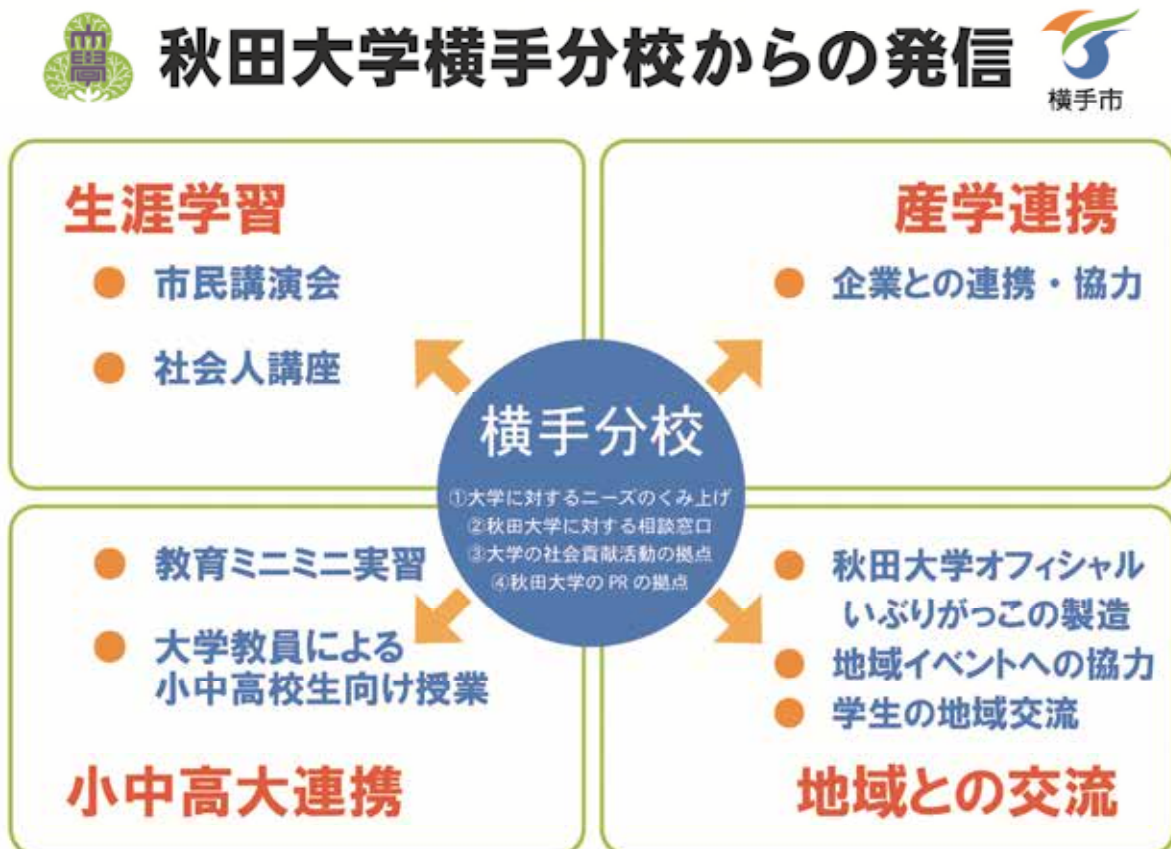 秋田大学横手分校からの発信
横手市
生涯学習
● 市民講演会
● 社会人講座
産学連携
● 企業との連携・協力
横手分校
①大学に対するニーズのくみ上げ
②秋田大学に対する相談窓口
③大学の社会貢献活動の拠点
④秋田大学のPRの拠点
● 教育ミニミニ実習
● 大学教員による
小中高校生向け授業
小中高大連携
● 秋田大学オフィシャル
いぶりがっこの製造
● 地域イベントへの協力
● 学生の地域交流
地域との交流